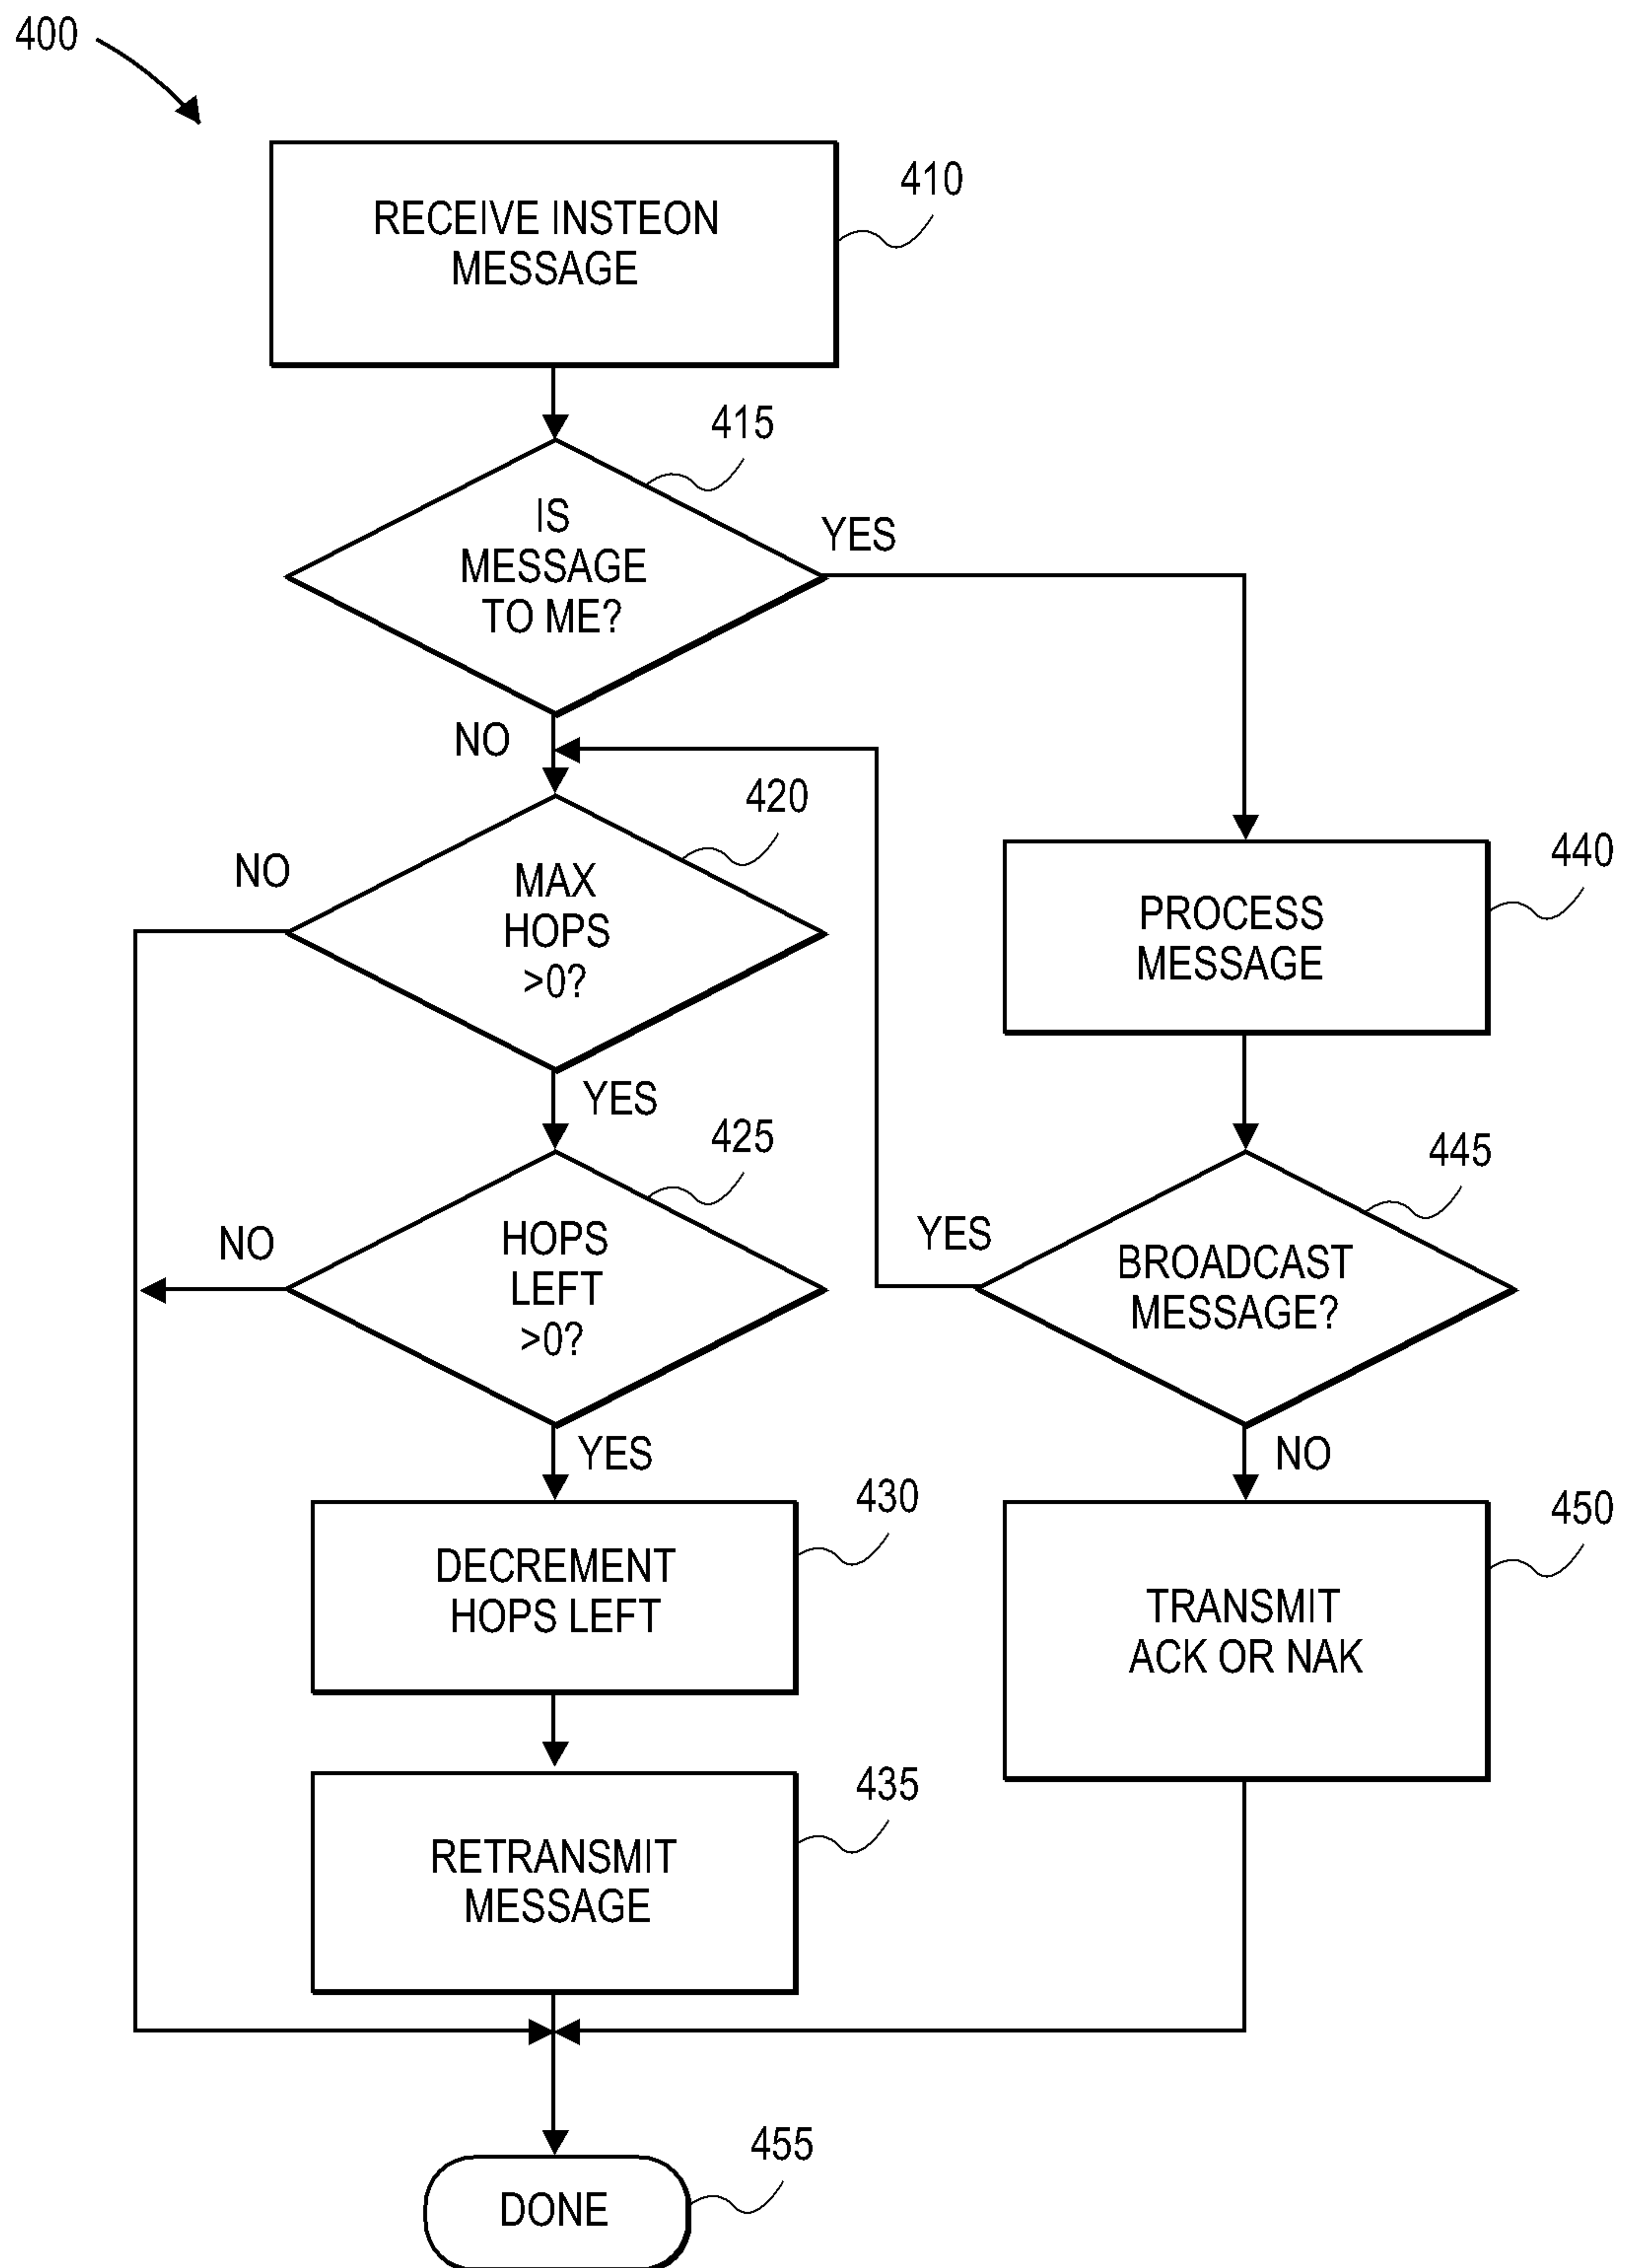 400
RECEIVE INSTEON
MESSAGE
410
IS
MESSAGE
TO ME?
415
YES
NO
MAX
HOPS
>0?
420
NO
YES
HOPS
LEFT
>0?
425
NO
YES
DECREMENT
HOPS LEFT
430
RETRANSMIT
MESSAGE
435
PROCESS
MESSAGE
440
BROADCAST
MESSAGE?
445
YES
NO
TRANSMIT
ACK OR NAK
450
DONE
455